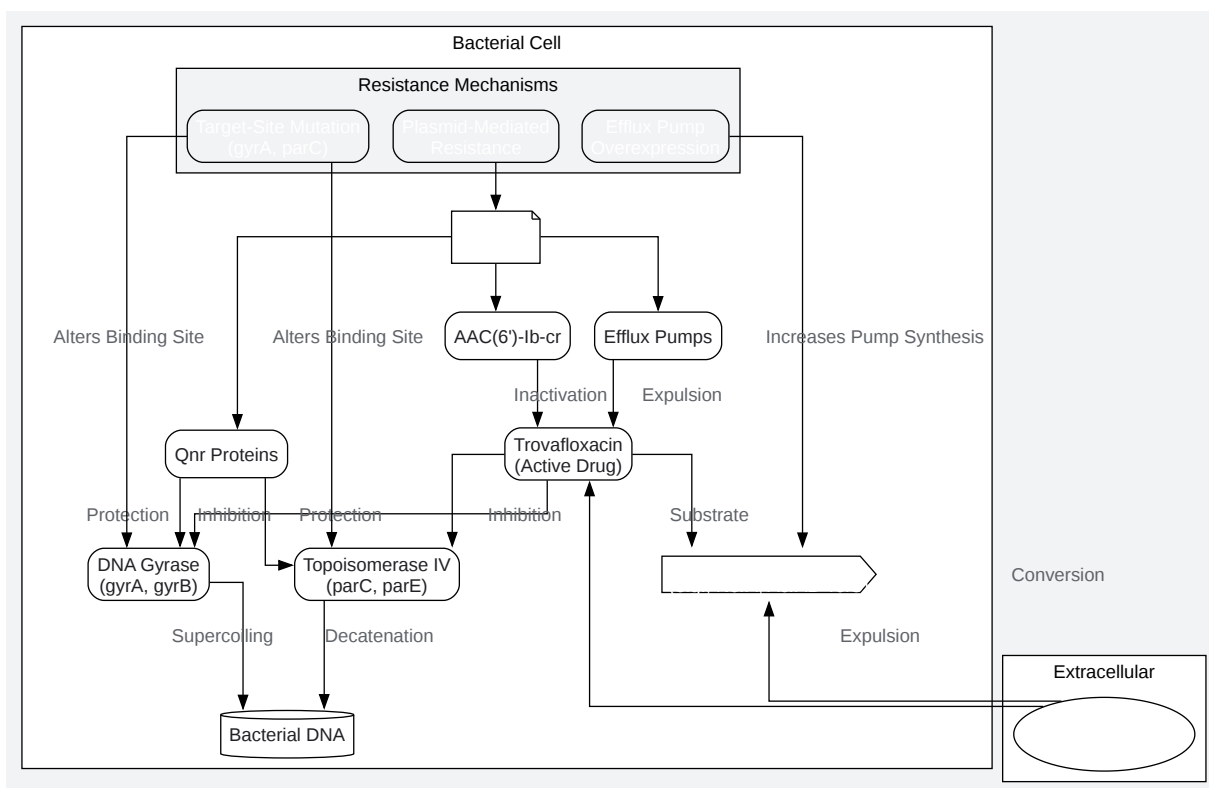 Bacterial Cell
Resistance Mechanisms
Target-Site Mutation
(gyrA, parC)
Plasmid-Mediated
Resistance
Efflux Pump
Overexpression
Alters Binding Site
Alters Binding Site
AAC(6')-Ib-cr
Efflux Pumps
Increases Pump Synthesis
Inactivation
Expulsion
Qnr Proteins
Trovafloxacin
(Active Drug)
Protection
Inhibition
Protection
Inhibition
Substrate
DNA Gyrase
(gyrA, gyrB)
Topoisomerase IV
(parC, parE)
Conversion
Supercoiling
Decatenation
Expulsion
Extracellular
Bacterial DNA